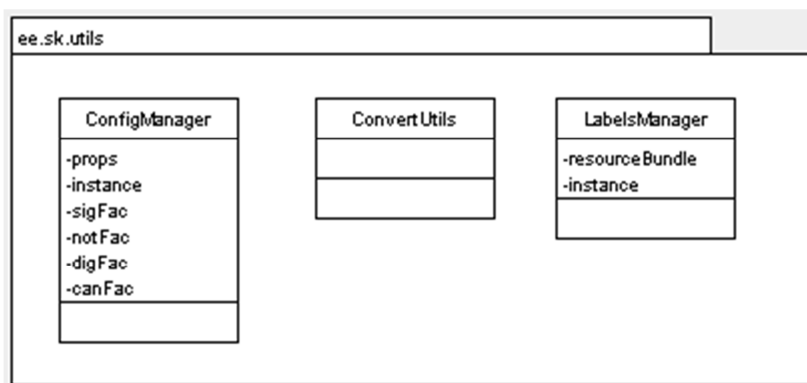 ee.sk.utils
ConfigManager
-props
-instance
-sigFac
-notFac
-digFac
-canFac
ConvertUtils
LabelsManager
-resourceBundle
-instance